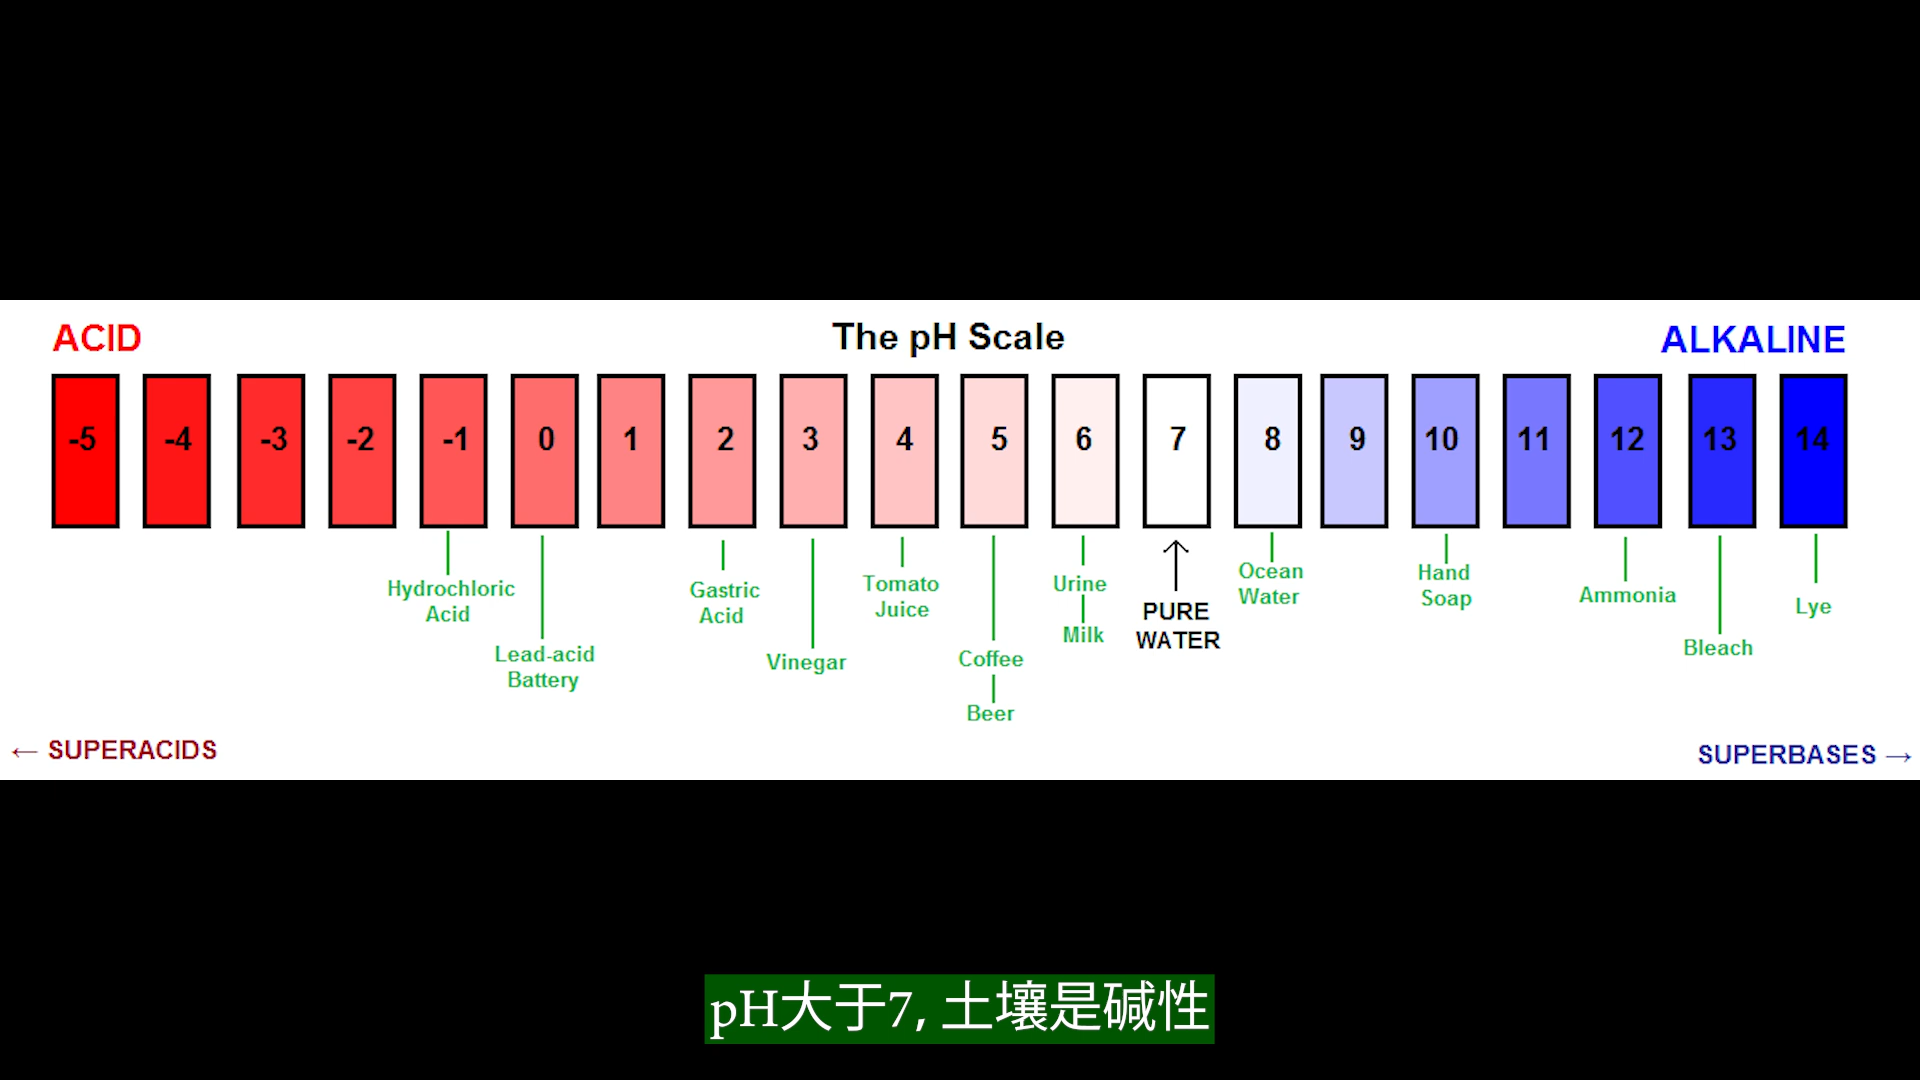 ACID
The pH Scale
ALKALINE
-5 -4 -3 -2 -1 0 1 2 3 4 5 6 7 8 9 10 11 12 13 14
Hydrochloric
Acid
Lead-acid
Battery
Gastric
Acid
Vinegar
Tomato
Juice
Coffee
Beer
Urine
Milk
PURE
WATER
Ocean
Water
Hand
Soap
Ammonia
Bleach
Lye
← SUPERACIDS
SUPERBASES →
pH大于7, 土壤是碱性